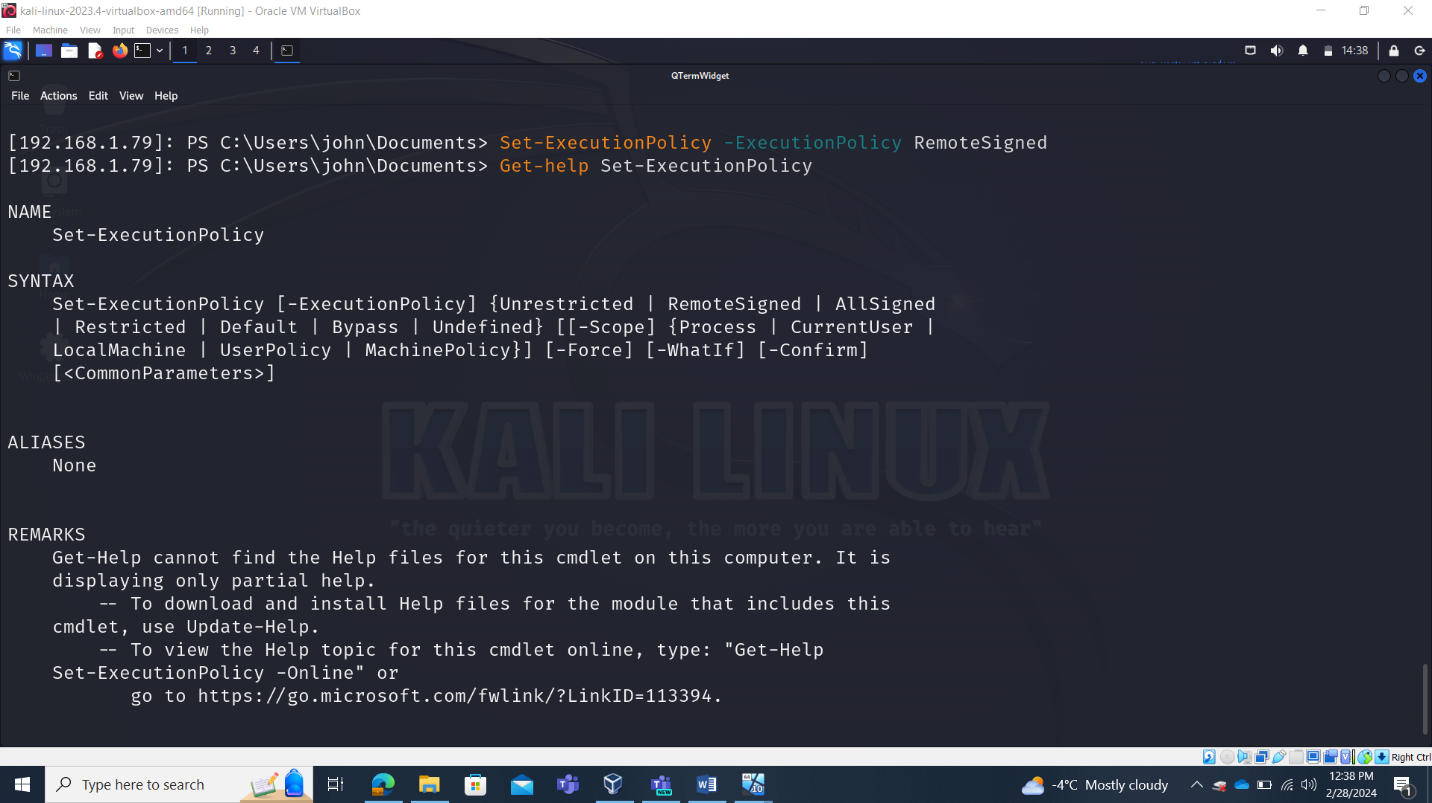 kali-linux-2023.4-virtualbox-amd64 [Running] - Oracle VM VirtualBox
File Machine View Input Devices Help
1 2 3 4 14:38
QTermWidget
File Actions Edit View Help
[192.168.1.79]: PS C:\Users\john\Documents> Set-ExecutionPolicy -ExecutionPolicy RemoteSigned
[192.168.1.79]: PS C:\Users\john\Documents> Get-help Set-ExecutionPolicy
NAME
Set-ExecutionPolicy
SYNTAX
Set-ExecutionPolicy [-ExecutionPolicy] {Unrestricted | RemoteSigned | AllSigned
| Restricted | Default | Bypass | Undefined} [[-Scope] {Process | CurrentUser |
LocalMachine | UserPolicy | MachinePolicy}] [-Force] [-WhatIf] [-Confirm]
[<CommonParameters>]
KALI LINUX
ALIASES
None
"the quieter you become, the more you are able to hear"
REMARKS
Get-Help cannot find the Help files for this cmdlet on this computer. It is
displaying only partial help.
-- To download and install Help files for the module that includes this
cmdlet, use Update-Help.
-- To view the Help topic for this cmdlet online, type: "Get-Help
Set-ExecutionPolicy -Online" or
go to https://go.microsoft.com/fwlink/?LinkID=113394.
Right Ctrl
Type here to search
-4°C Mostly cloudy
12:38 PM
2/28/2024
1